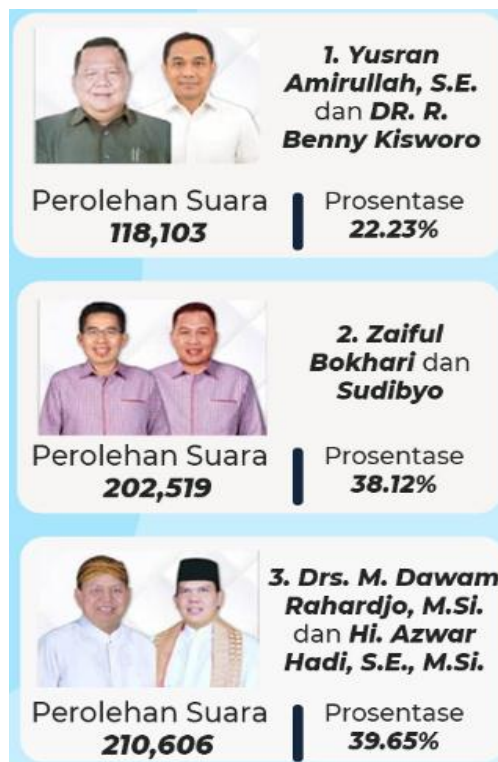 1. Yusran
Amirullah, S.E.
dan DR. R.
Benny Kisworo
Perolehan Suara
118,103
Prosentase
22.23%
2. Zaiful
Bokhari dan
Sudibyo
Perolehan Suara
202,519
Prosentase
38.12%
3. Drs. M. Dawam
Rahardjo, M.Si.
dan Hi. Azwar
Hadi, S.E., M.Si.
Perolehan Suara
210,606
Prosentase
39.65%